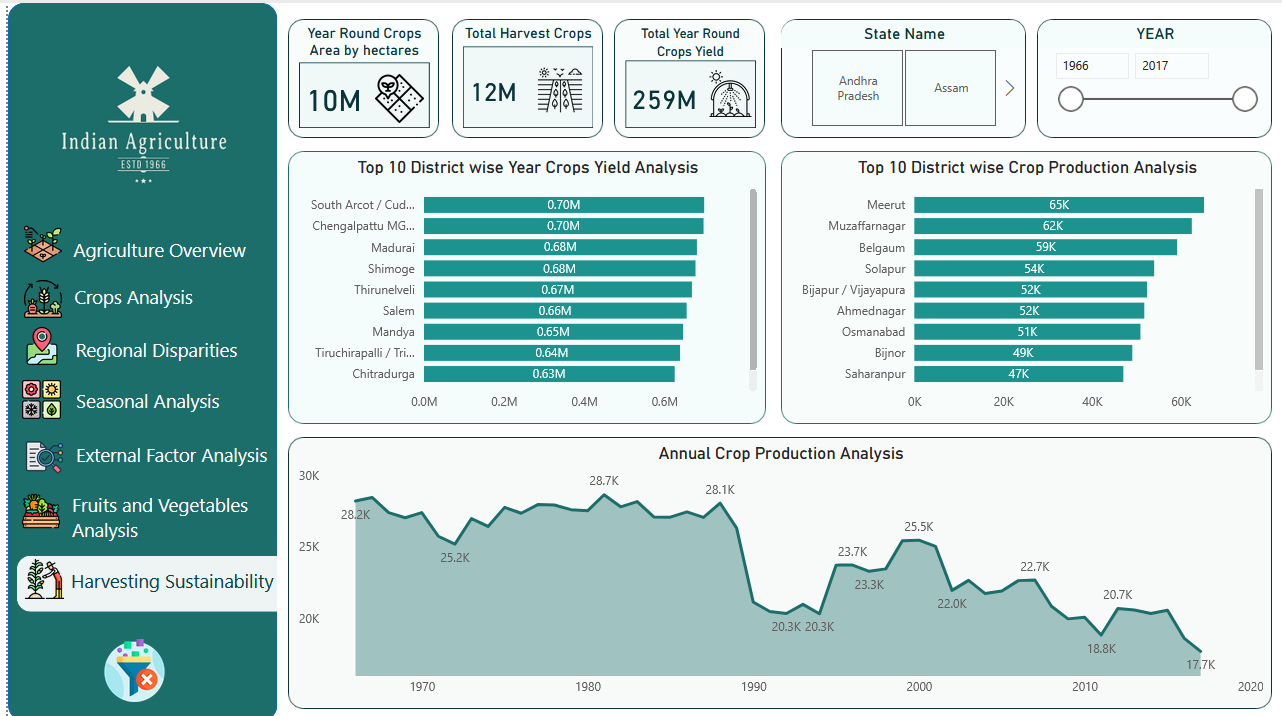 Indian Agriculture
ESTD 1966
Agriculture Overview
Crops Analysis
Regional Disparities
Seasonal Analysis
External Factor Analysis
Fruits and Vegetables
Analysis
Harvesting Sustainability
Year Round Crops
Area by hectares
10M
Total Harvest Crops
12M
Total Year Round
Crops Yield
259M
State Name
Andhra
Pradesh
Assam
YEAR
1966
2017
Top 10 District wise Year Crops Yield Analysis
South Arcot / Cud... 0.70M
Chengalpattu MG... 0.70M
Madurai 0.68M
Shimoge 0.68M
Thirunelveli 0.67M
Salem 0.66M
Mandya 0.65M
Tiruchirapalli / Tri... 0.64M
Chitradurga 0.63M
0.0M 0.2M 0.4M 0.6M
Top 10 District wise Crop Production Analysis
Meerut 65K
Muzaffarnagar 62K
Belgaum 59K
Solapur 54K
Bijapur / Vijayapura 52K
Ahmednagar 52K
Osmanabad 51K
Bijnor 49K
Saharanpur 47K
0K 20K 40K 60K
Annual Crop Production Analysis
30K
25K
20K
28.2K
25.2K
28.7K
28.1K
20.3K 20.3K
23.7K
23.3K
25.5K
22.0K
22.7K
18.8K
20.7K
17.7K
1970 1980 1990 2000 2010 2020